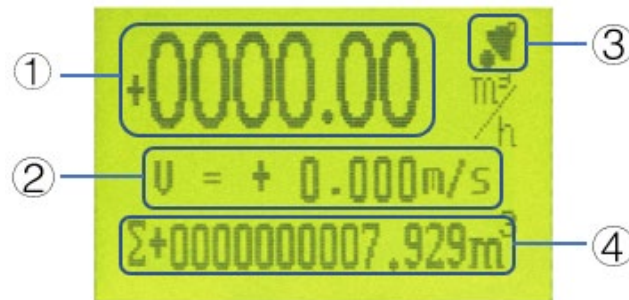 ①
+0000.00
③
m³/h
②
V = + 0.000m/s
Σ+0000000007.929m³
④